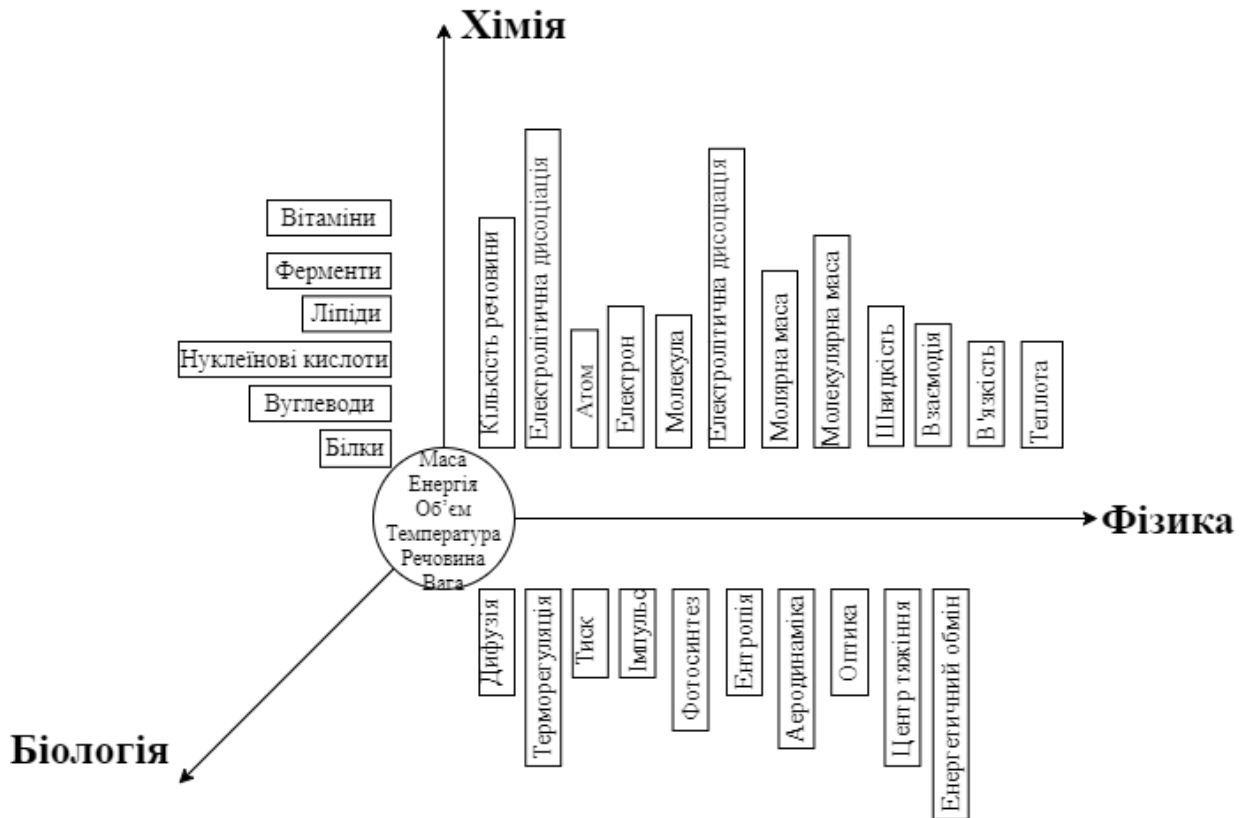 Хімія
Вітаміни
Ферменти
Ліпіди
Нуклеїнові кислоти
Вуглеводи
Білки
Кількість речовини
Електролітична дисоціація
Атом
Електрон
Молекула
Електролітична дисоціація
Молярна маса
Молекулярна маса
Швидкість
Взаємодія
В'язкість
Теплота
Маса
Енергія
Об’єм
Температура
Речовина
Вага
Фізика
Біологія
Дифузія
Терморегуляція
Тиск
Імпульс
Фотосинтез
Ентропія
Аеродинаміка
Оптика
Центр тяжіння
Енергетичний обмін